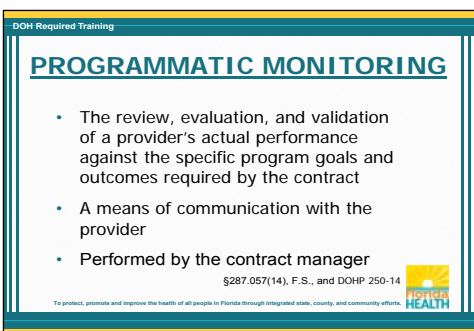 DOH Required Training
PROGRAMMATIC MONITORING
• The review, evaluation, and validation
of a provider's actual performance
against the specific program goals and
outcomes required by the contract
• A means of communication with the
provider
• Performed by the contract manager
§287.057(14), F.S., and DOHP 250-14
To protect, promote and improve the health of all people in Florida through integrated state, county, and community efforts.
Florida
HEALTH